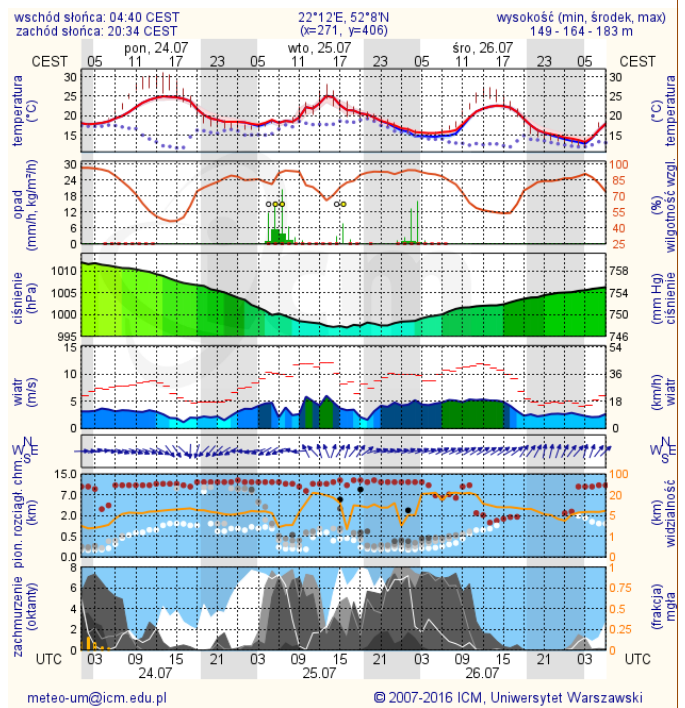 wschód słońca: 04:40 CEST 22°12'E, 52°8'N wysokość (min, środek, max)
zachód słońca: 20:34 CEST (x=271, y=406) 149 - 164 - 183 m
pon, 24.07 wto, 25.07 śro, 26.07
CEST 05 11 17 23 05 11 17 23 05 11 17 23 05 CEST
temperatura (°C) 30 25 20 15 30 25 20 15 temperatura (°C)
opad (mm/h, kg/m²/h) 30 24 18 12 6 0 100 85 70 55 40 25 (%) wilgotność wzgl.
ciśnienie (hPa) 1010 1005 1000 995 758 754 750 746 (mm Hg) ciśnienie
wiatr (m/s) 15 10 5 0 54 36 18 0 (km/h) wiatr
N W E S N W E S
pion. rozciągł. chm. (km) 15.0 7.0 2.0 0.5 0.0 100 20 5 1 0 (km) widzialność
zachmurzenie (oktanty) 8 6 4 2 0 1 0.75 0.5 0.25 0 (frakcja) mgła
UTC 03 09 15 21 03 09 15 21 03 09 15 21 03 UTC
24.07 25.07 26.07
meteo-um@icm.edu.pl © 2007-2016 ICM, Uniwersytet Warszawski